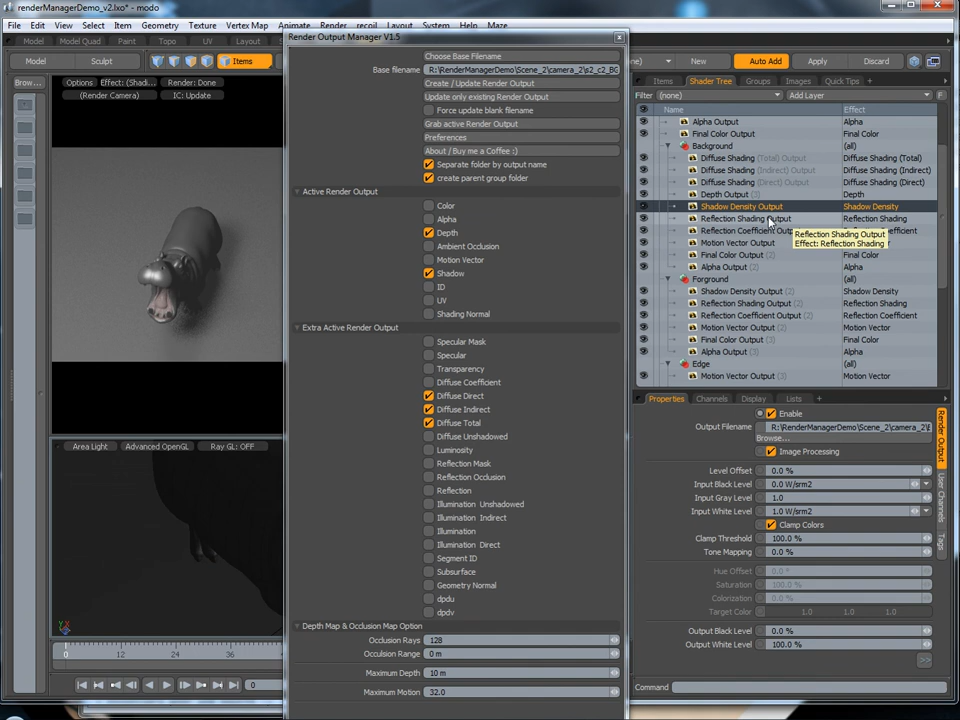 renderManagerDemo_v2.lxo* - modo
File Edit View Select Item Geometry Texture Vertex Map Animate Render recoil Layout System Help Maze
Model Model Quad Paint Topo UV Layout
Model Sculpt Items
New Auto Add Apply Discard
Brow...
Options Effect: (Shad... Render: Done
(Render Camera) IC: Update
Area Light Advanced OpenGL Ray GL: OFF
0 12 24 36
0
Render Output Manager V1.5
Choose Base Filename
Base filename R:\RenderManagerDemo\Scene_2\camera_2\s2_c2_BG
Create / Update Render Output
Update only existing Render Output
Force update blank filename
Grab active Render Output
Preferences
About / Buy me a Coffee :)
Separate folder by output name
create parent group folder
Active Render Output
Color
Alpha
Depth
Ambient Occlusion
Motion Vector
Shadow
ID
UV
Shading Normal
Extra Active Render Output
Specular Mask
Specular
Transparency
Diffuse Coefficient
Diffuse Direct
Diffuse Indirect
Diffuse Total
Diffuse Unshadowed
Luminosity
Reflection Mask
Reflection Occlusion
Reflection
Illumination Unshadowed
Illumination Indirect
Illumination
Illumination Direct
Segment ID
Subsurface
Geometry Normal
dpdu
dpdv
Depth Map & Occlusion Map Option
Occlusion Rays 128
Occulsion Range 0 m
Maximum Depth 10 m
Maximum Motion 32.0
Items Shader Tree Groups Images Quick Tips +
Filter (none) Add Layer F
Name Effect
Alpha Output Alpha
Final Color Output Final Color
Background (all)
Diffuse Shading (Total) Output Diffuse Shading (Total)
Diffuse Shading (Indirect) Output Diffuse Shading (Indirect)
Diffuse Shading (Direct) Output Diffuse Shading (Direct)
Depth Output Depth
Shadow Density Output Shadow Density
Reflection Shading Output Reflection Shading
Reflection Coefficient Outp
Reflection Shading Output
Effect: Reflection Shading
Motion Vector Output
Final Color Output (2) Final Color
Alpha Output (2) Alpha
Forground (all)
Shadow Density Output (2) Shadow Density
Reflection Shading Output (2) Reflection Shading
Reflection Coefficient Output (2) Reflection Coefficient
Motion Vector Output (2) Motion Vector
Final Color Output (3) Final Color
Alpha Output (3) Alpha
Edge (all)
Motion Vector Output (3) Motion Vector
Properties Channels Display Lists +
Enable
Output Filename R:\RenderManagerDemo\Scene_2\camera_2\E
Browse...
Image Processing
Level Offset 0.0 %
Input Black Level 0.0 W/srm2
Input Gray Level 1.0
Input White Level 1.0 W/srm2
Clamp Colors
Clamp Threshold 100.0 %
Tone Mapping 0.0 %
Hue Offset 0.0 °
Saturation 100.0 %
Colorization 0.0 %
Target Color 1.0 1.0 1.0
Output Black Level 0.0 %
Output White Level 100.0 %
>>
Render Output
User Channels
Tags
Command